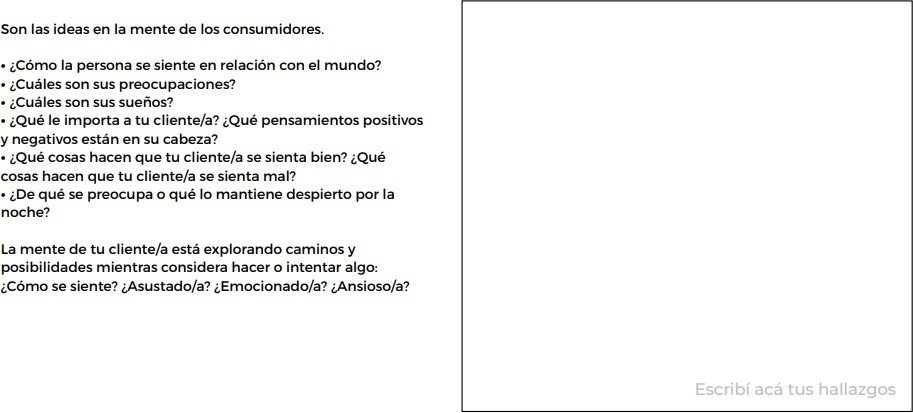 Son las ideas en la mente de los consumidores.
• ¿Cómo la persona se siente en relación con el mundo?
• ¿Cuáles son sus preocupaciones?
• ¿Cuáles son sus sueños?
• ¿Qué le importa a tu cliente/a? ¿Qué pensamientos positivos
y negativos están en su cabeza?
• ¿Qué cosas hacen que tu cliente/a se sienta bien? ¿Qué
cosas hacen que tu cliente/a se sienta mal?
• ¿De qué se preocupa o qué lo mantiene despierto por la
noche?
La mente de tu cliente/a está explorando caminos y
posibilidades mientras considera hacer o intentar algo:
¿Cómo se siente? ¿Asustado/a? ¿Emocionado/a? ¿Ansioso/a?
Escribí acá tus hallazgos